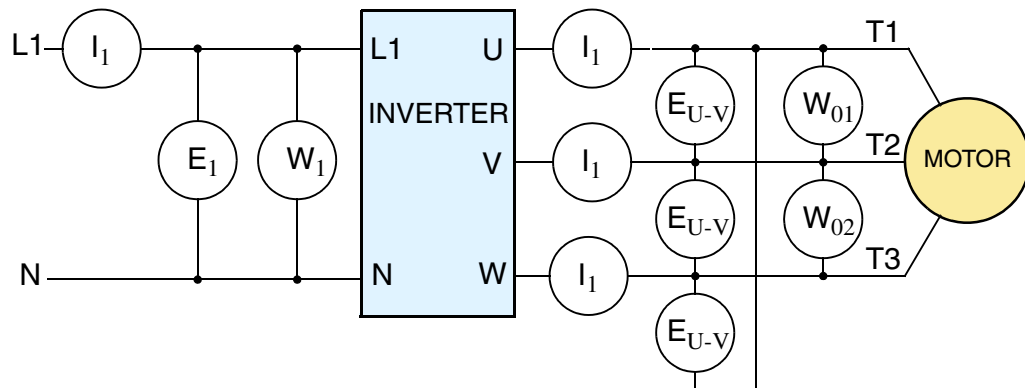 L1 I1 L1 U I1 T1
EU-V W01
INVERTER
E1 W1 V I1 T2 MOTOR
EU-V W02
N N W I1 T3
EU-V